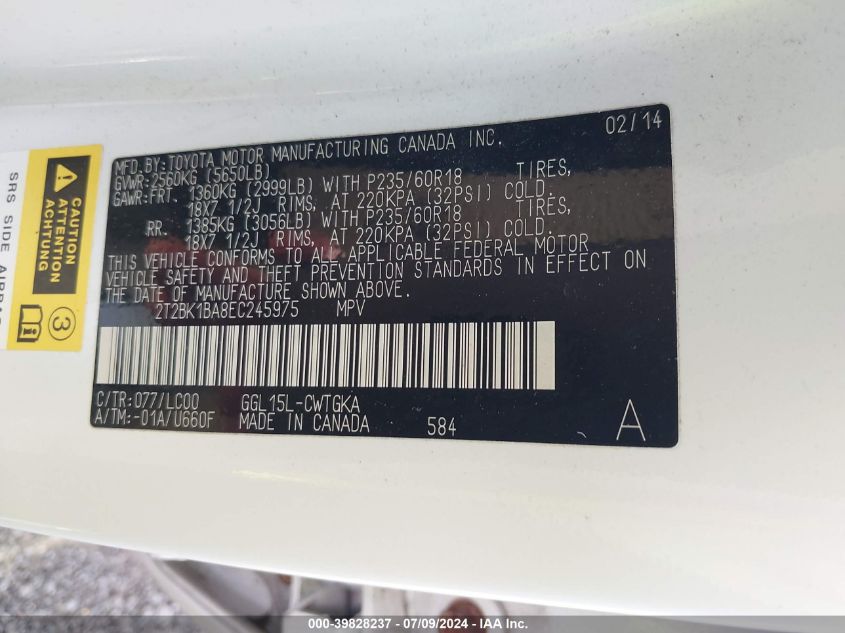 02/14
MFD.BY:TOYOTA MOTOR MANUFACTURING CANADA INC.
GVWR:2560KG (5650LB)
GAWR:FRT. 1360KG (2999LB) WITH P235/60R18 TIRES,
18X7 1/2J RIMS, AT 220KPA (32PSI) COLD.
RR. 1385KG (3056LB) WITH P235/60R18 TIRES,
18X7 1/2J RIMS, AT 220KPA (32PSI) COLD.
THIS VEHICLE CONFORMS TO ALL APPLICABLE FEDERAL MOTOR
VEHICLE SAFETY AND THEFT PREVENTION STANDARDS IN EFFECT ON
THE DATE OF MANUFACTURE SHOWN ABOVE.
2T2BK1BA8EC245975 MPV
C/TR:077/LC00 GGL15L-CWTGKA
A/TM:-01A/U660F MADE IN CANADA 584 A
CAUTION
ATTENTION
ACHTUNG
3
SRS SIDE AIRBAG
000-39828237 - 07/09/2024 - IAA Inc.